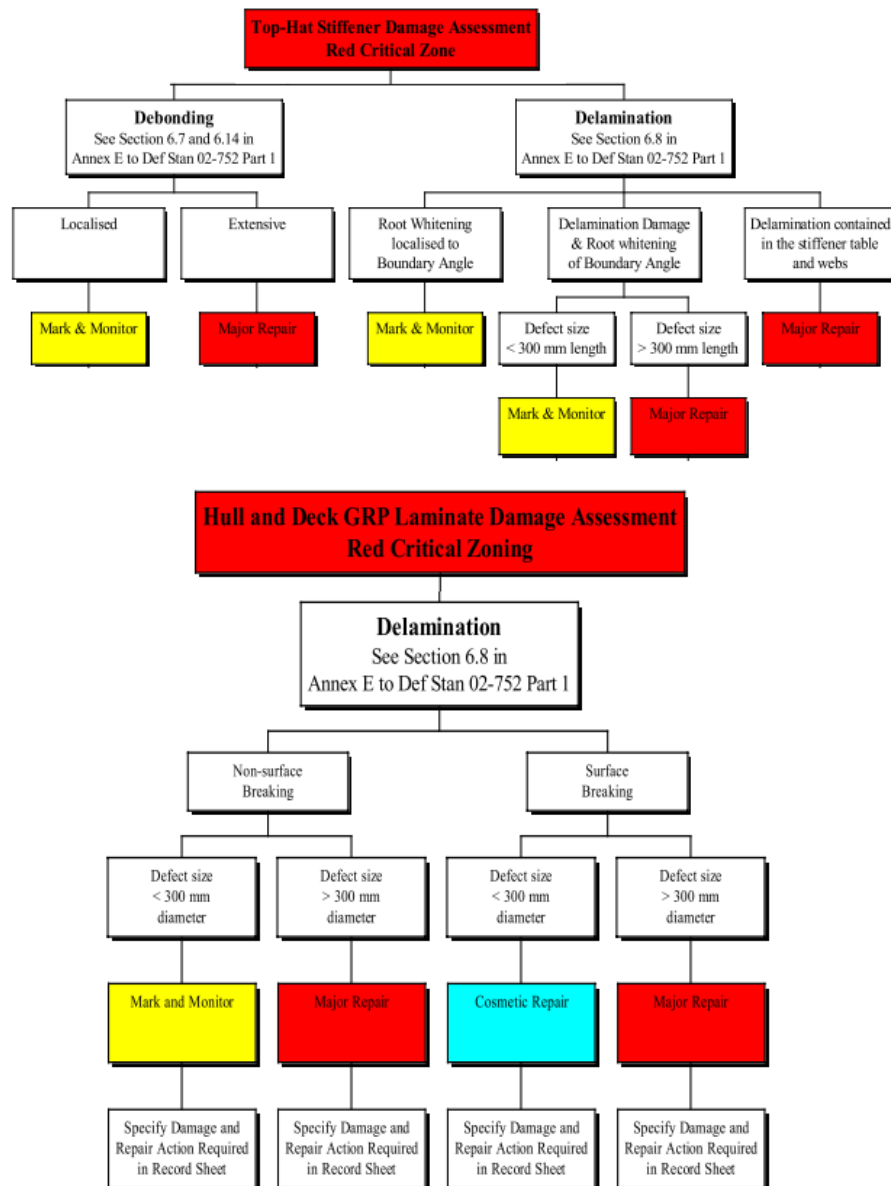 Top-Hat Stiffener Damage Assessment
Red Critical Zone
Debonding
See Section 6.7 and 6.14 in
Annex E to Def Stan 02-752 Part 1
Delamination
See Section 6.8 in
Annex E to Def Stan 02-752 Part 1
Localised
Extensive
Root Whitening
localised to
Boundary Angle
Delamination Damage
& Root whitening
of Boundary Angle
Delamination contained
in the stiffener table
and webs
Mark & Monitor
Major Repair
Mark & Monitor
Defect size
< 300 mm length
Defect size
> 300 mm length
Major Repair
Mark & Monitor
Major Repair
Hull and Deck GRP Laminate Damage Assessment
Red Critical Zoning
Delamination
See Section 6.8 in
Annex E to Def Stan 02-752 Part 1
Non-surface
Breaking
Surface
Breaking
Defect size
< 300 mm
diameter
Defect size
> 300 mm
diameter
Defect size
< 300 mm
diameter
Defect size
> 300 mm
diameter
Mark and Monitor
Major Repair
Cosmetic Repair
Major Repair
Specify Damage and
Repair Action Required
in Record Sheet
Specify Damage and
Repair Action Required
in Record Sheet
Specify Damage and
Repair Action Required
in Record Sheet
Specify Damage and
Repair Action Required
in Record Sheet